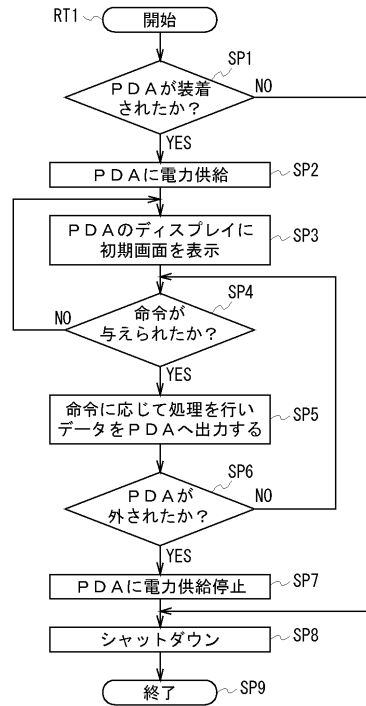 RT1
開始
SP1
PDAが装着
されたか?
NO
YES
PDAに電力供給
SP2
PDAのディスプレイに
初期画面を表示
SP3
SP4
命令が
与えられたか?
NO
YES
命令に応じて処理を行い
データをPDAへ出力する
SP5
SP6
PDAが
外されたか?
NO
YES
PDAに電力供給停止
SP7
シャットダウン
SP8
終了
SP9